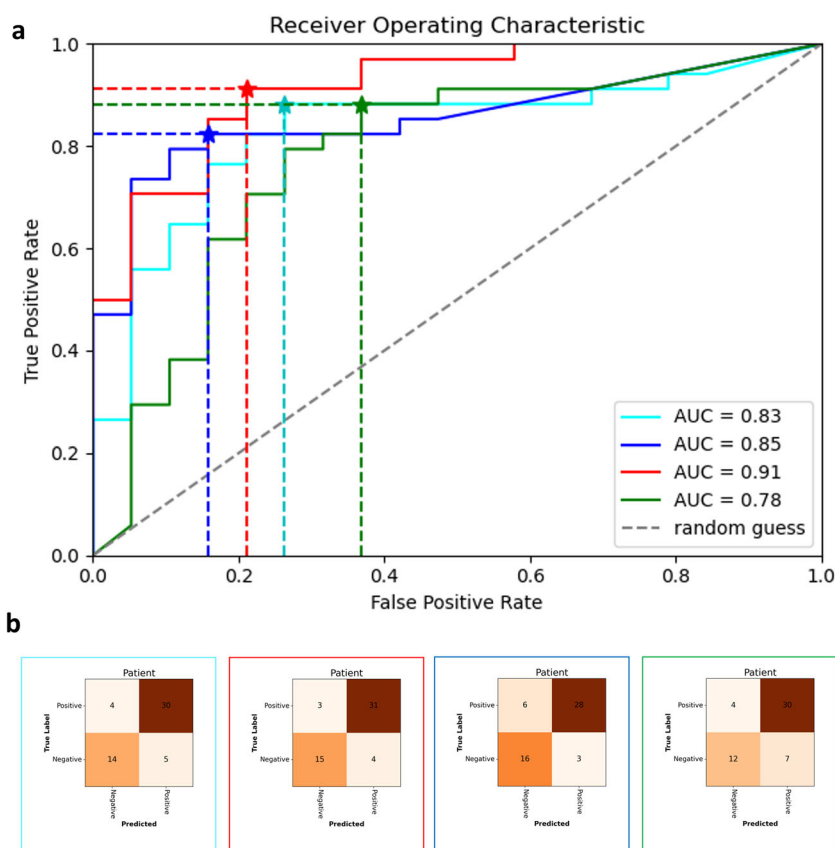 a
Receiver Operating Characteristic
1.0
0.8
0.6
0.4
0.2
0.0
True Positive Rate
0.0 0.2 0.4 0.6 0.8 1.0
False Positive Rate
AUC = 0.83
AUC = 0.85
AUC = 0.91
AUC = 0.78
random guess
b
Patient
True Label
Positive 4 30
Negative 14 5
Negative Positive
Predicted
Patient
True Label
Positive 3 31
Negative 15 4
Negative Positive
Predicted
Patient
True Label
Positive 6 28
Negative 16 3
Negative Positive
Predicted
Patient
True Label
Positive 4 30
Negative 12 7
Negative Positive
Predicted